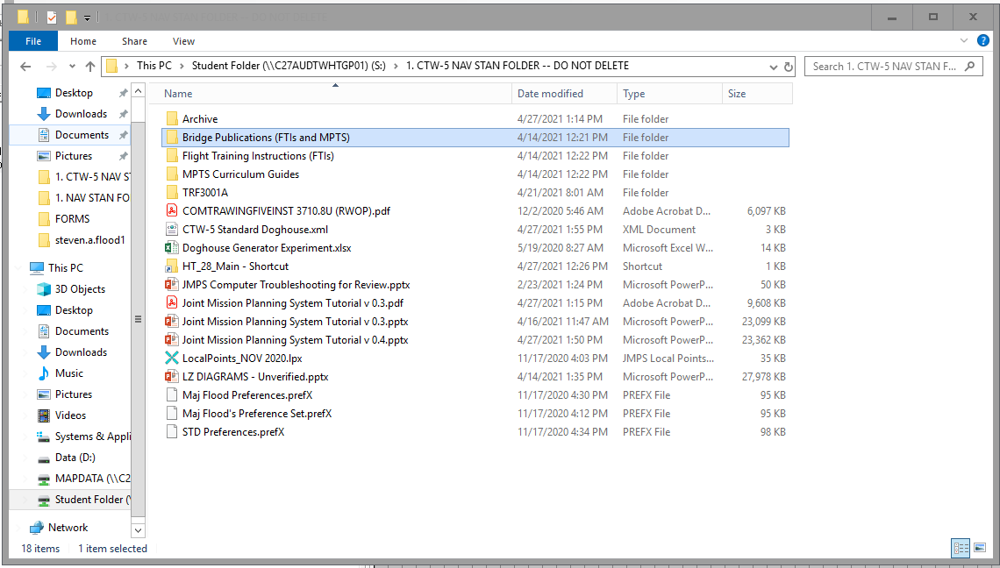 1. CTW-5 NAV STAN FOLDER -- DO NOT DELETE
File Home Share View
This PC Student Folder (\\C27AUDTWHTGP01) (S:) 1. CTW-5 NAV STAN FOLDER -- DO NOT DELETE
Search 1. CTW-5 NAV STAN F...
Desktop
Downloads
Documents
Pictures
1. CTW-5 NAV S
1. NAV STAN FO
FORMS
steven.a.flood1
This PC
3D Objects
Desktop
Documents
Downloads
Music
Pictures
Videos
Systems & Appli
Data (D:)
MAPDATA (\\C2
Student Folder (\
Network
Name Date modified Type Size
Archive 4/27/2021 1:14 PM File folder
Bridge Publications (FTIs and MPTS) 4/14/2021 12:21 PM File folder
Flight Training Instructions (FTIs) 4/14/2021 12:22 PM File folder
MPTS Curriculum Guides 4/14/2021 12:22 PM File folder
TRF3001A 4/21/2021 8:01 AM File folder
COMTRAWINGFIVEINST 3710.8U (RWOP).pdf 12/2/2020 5:46 AM Adobe Acrobat D... 6,097 KB
CTW-5 Standard Doghouse.xml 4/27/2021 1:55 PM XML Document 3 KB
Doghouse Generator Experiment.xlsx 5/19/2020 8:27 AM Microsoft Excel W... 14 KB
HT_28_Main - Shortcut 4/27/2021 12:26 PM Shortcut 1 KB
JMPS Computer Troubleshooting for Review.pptx 2/23/2021 1:24 PM Microsoft PowerP... 50 KB
Joint Mission Planning System Tutorial v 0.3.pdf 4/27/2021 1:15 PM Adobe Acrobat D... 9,608 KB
Joint Mission Planning System Tutorial v 0.3.pptx 4/16/2021 11:47 AM Microsoft PowerP... 23,099 KB
Joint Mission Planning System Tutorial v 0.4.pptx 4/27/2021 1:50 PM Microsoft PowerP... 23,362 KB
LocalPoints_NOV 2020.lpx 11/17/2020 4:03 PM JMPS Local Points... 35 KB
LZ DIAGRAMS - Unverified.pptx 4/14/2021 1:35 PM Microsoft PowerP... 27,978 KB
Maj Flood Preferences.prefX 11/17/2020 4:30 PM PREFX File 95 KB
Maj Flood's Preference Set.prefX 11/17/2020 4:12 PM PREFX File 95 KB
STD Preferences.prefX 11/17/2020 4:34 PM PREFX File 98 KB
18 items 1 item selected